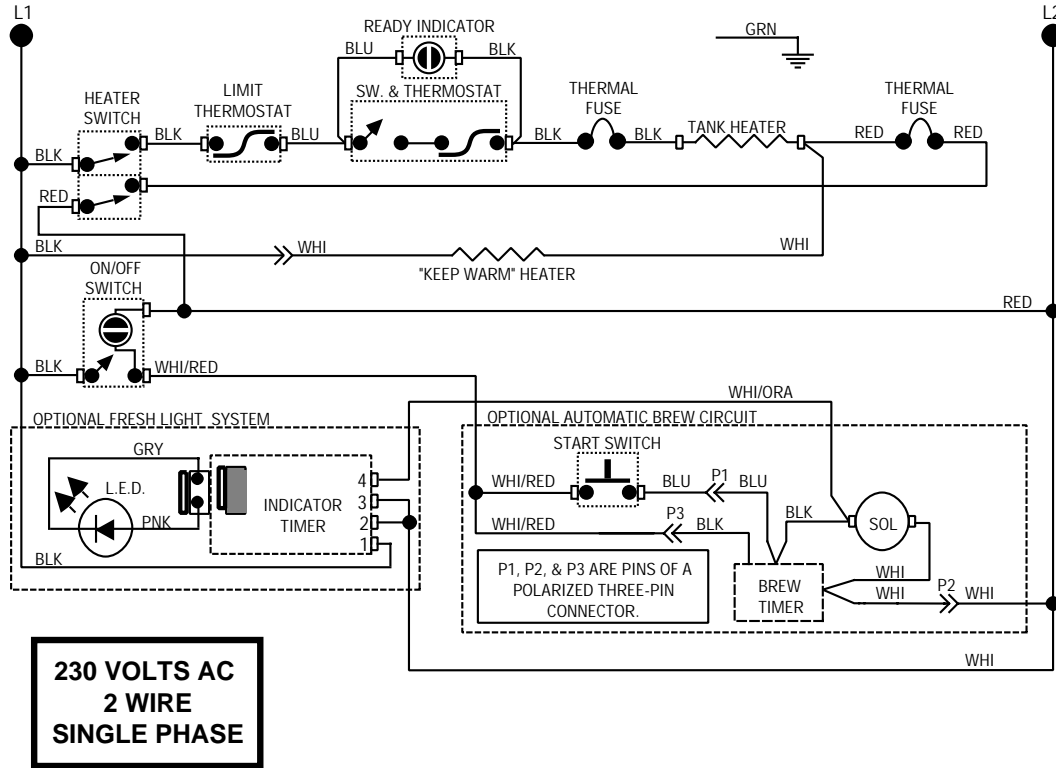 L1
L2
READY INDICATOR
BLU
BLK
GRN
HEATER
SWITCH
LIMIT
THERMOSTAT
SW. & THERMOSTAT
THERMAL
FUSE
THERMAL
FUSE
BLK
BLU
BLK
BLK
TANK HEATER
RED
RED
BLK
RED
BLK
WHI
WHI
"KEEP WARM" HEATER
ON/OFF
SWITCH
RED
BLK
WHI/RED
WHI/ORA
OPTIONAL FRESH LIGHT SYSTEM
OPTIONAL AUTOMATIC BREW CIRCUIT
GRY
START SWITCH
L.E.D.
INDICATOR
TIMER
4
3
2
1
PNK
BLK
WHI/RED
BLU
P1
BLU
WHI/RED
P3
BLK
BLK
SOL
P1, P2, & P3 ARE PINS OF A
POLARIZED THREE-PIN
CONNECTOR.
BREW
TIMER
WHI
WHI
P2
WHI
WHI
230 VOLTS AC
2 WIRE
SINGLE PHASE